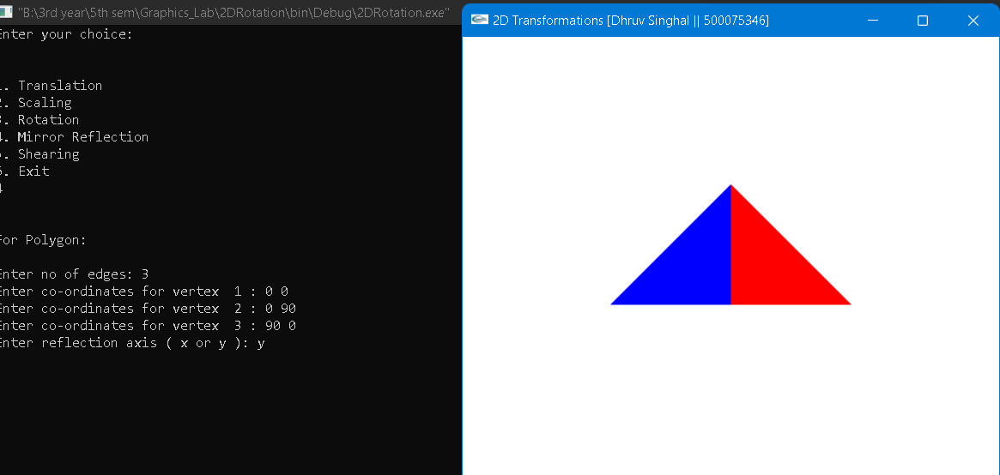 "B:\3rd year\5th sem\Graphics_Lab\2DRotation\bin\Debug\2DRotation.exe"
Enter your choice:
1. Translation
2. Scaling
3. Rotation
4. Mirror Reflection
5. Shearing
6. Exit
4
For Polygon:
Enter no of edges: 3
Enter co-ordinates for vertex  1 : 0 0
Enter co-ordinates for vertex  2 : 0 90
Enter co-ordinates for vertex  3 : 90 0
Enter reflection axis ( x or y ): y
2D Transformations [Dhruv Singhal || 500075346]